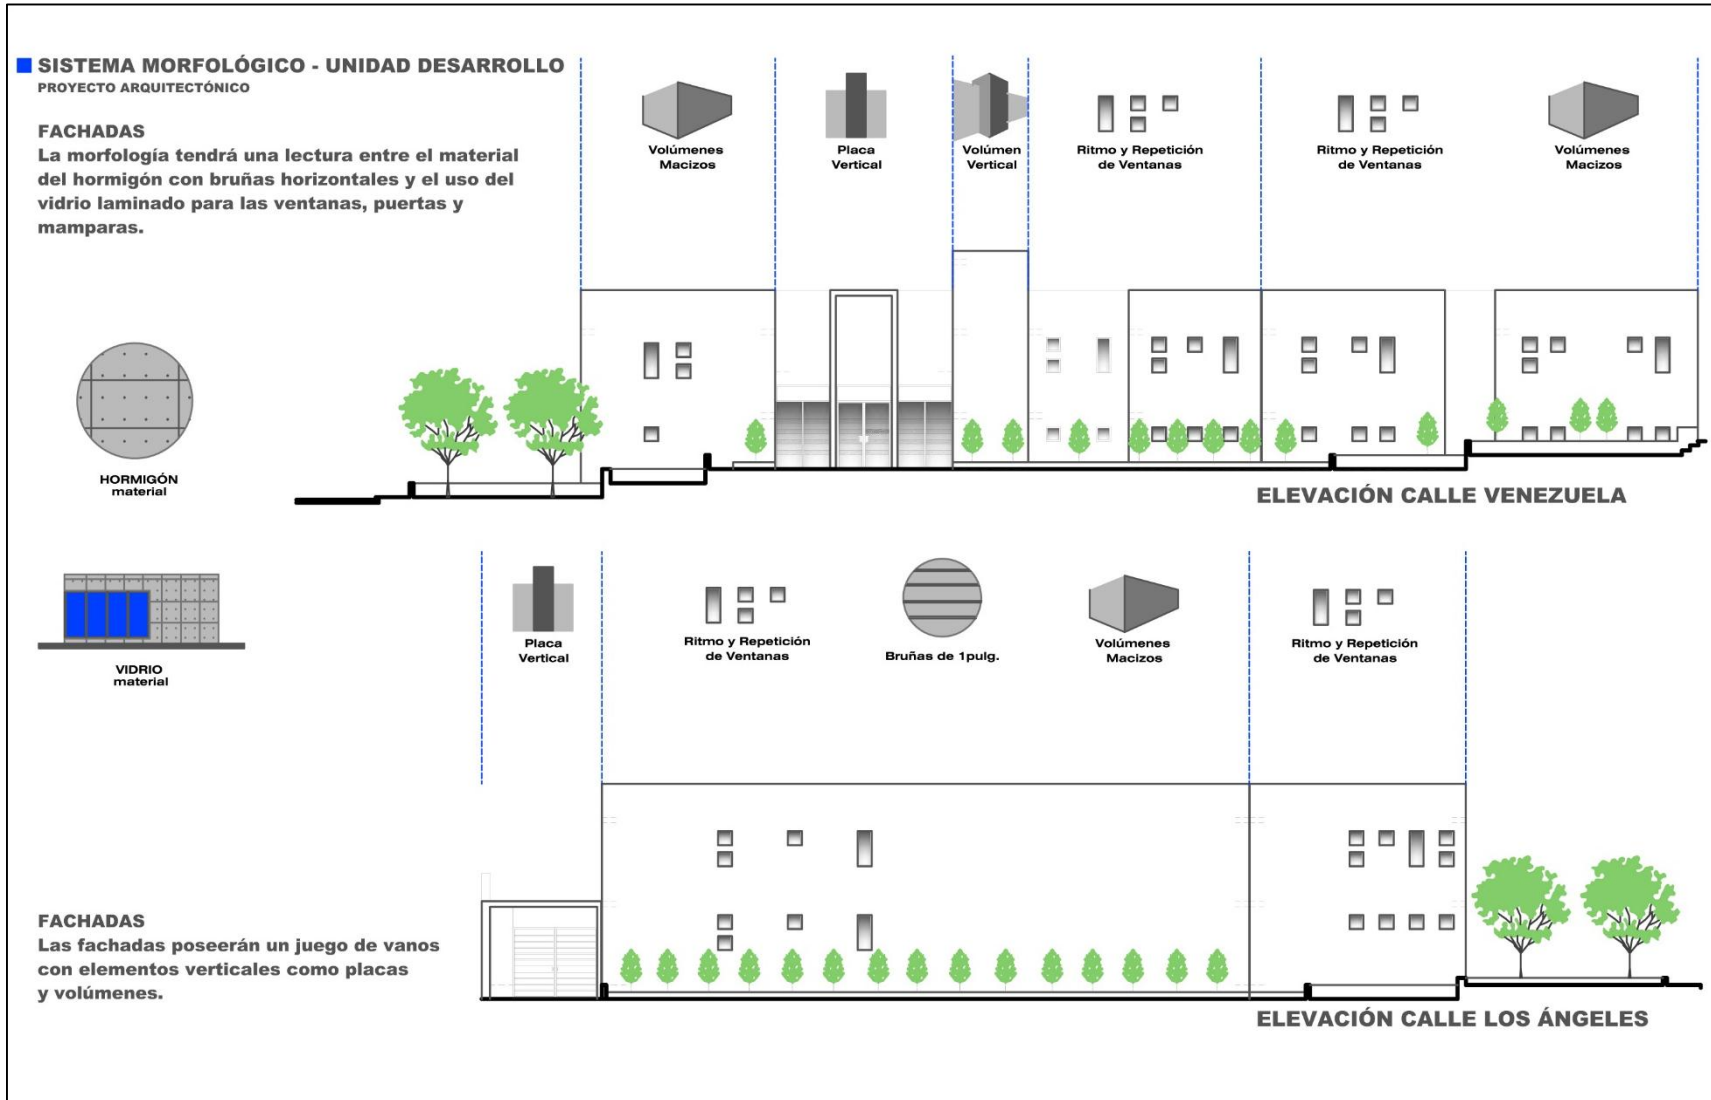 SISTEMA MORFOLÓGICO - UNIDAD DESARROLLO
PROYECTO ARQUITECTÓNICO
FACHADAS
La morfología tendrá una lectura entre el material
del hormigón con bruñas horizontales y el uso del
vidrio laminado para las ventanas, puertas y
mamparas.
Volúmenes
Macizos
Placa
Vertical
Volúmen
Vertical
Ritmo y Repetición
de Ventanas
Ritmo y Repetición
de Ventanas
Volúmenes
Macizos
HORMIGÓN
material
ELEVACIÓN CALLE VENEZUELA
VIDRIO
material
Placa
Vertical
Ritmo y Repetición
de Ventanas
Bruñas de 1pulg.
Volúmenes
Macizos
Ritmo y Repetición
de Ventanas
FACHADAS
Las fachadas poseerán un juego de vanos
con elementos verticales como placas
y volúmenes.
ELEVACIÓN CALLE LOS ÁNGELES